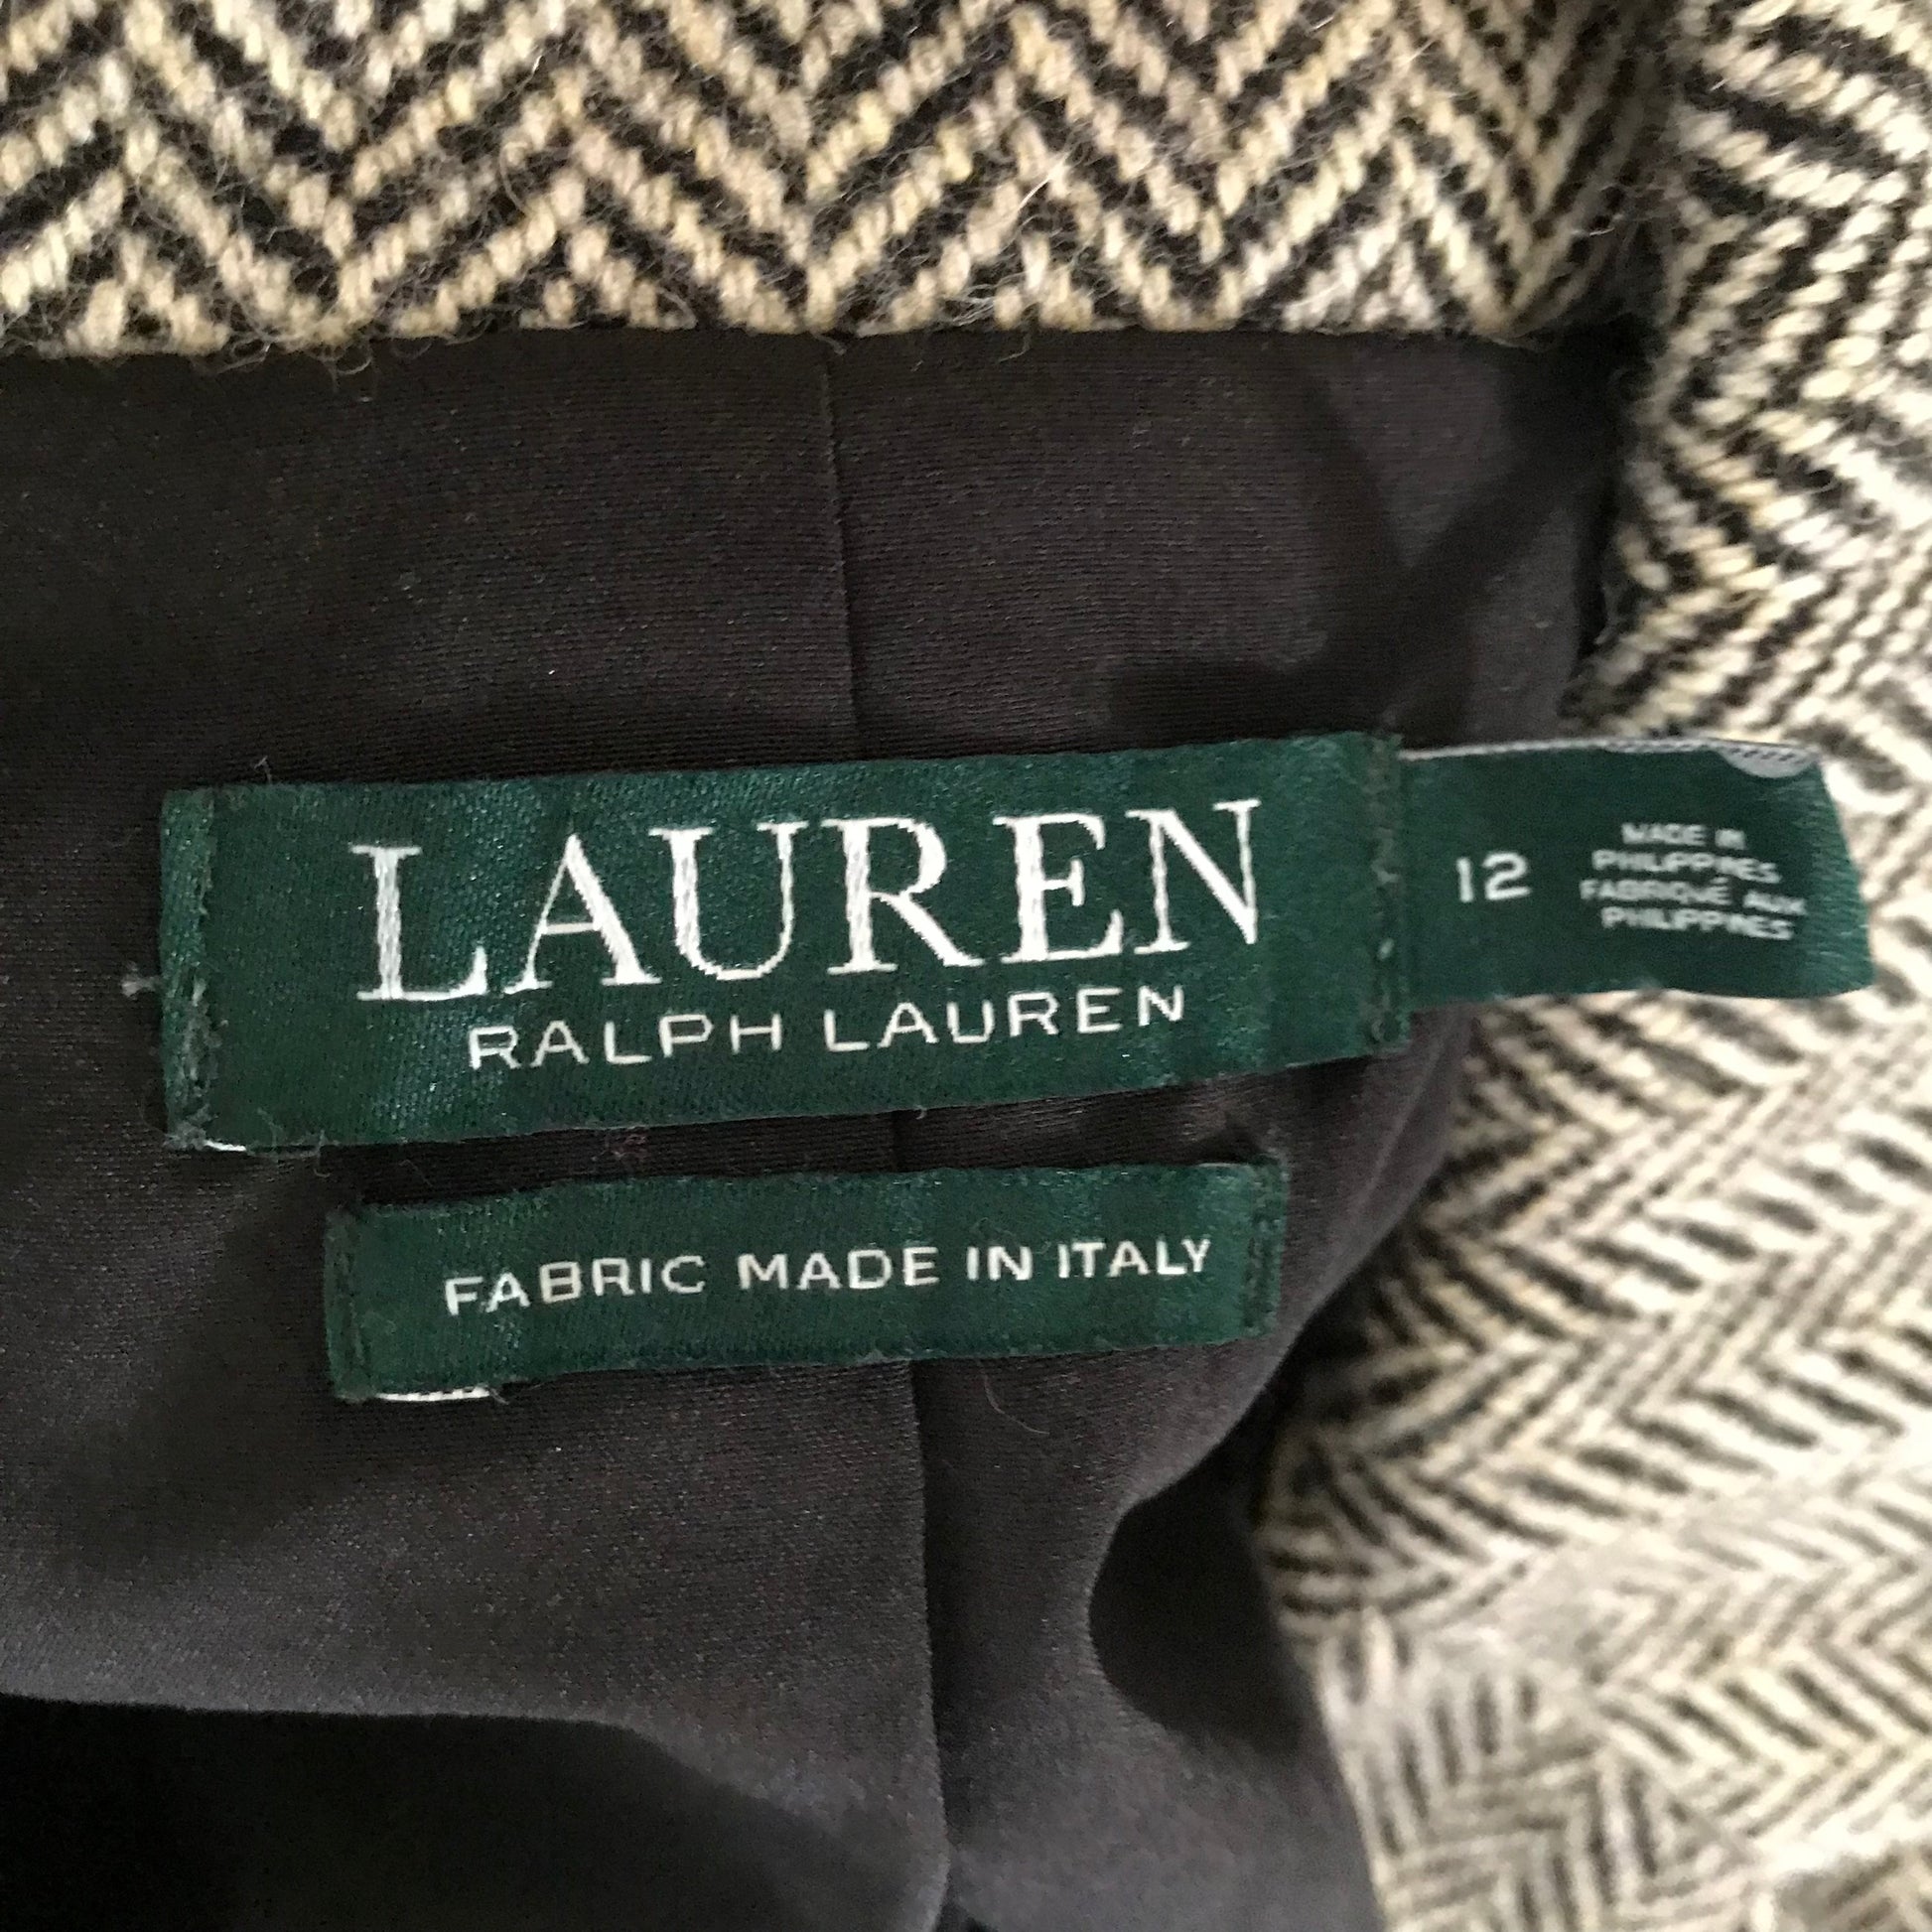 LAUREN
RALPH LAUREN
12
MADE IN
PHILIPPINES
FABRIQUÉ AUX
PHILIPPINES
FABRIC MADE IN ITALY